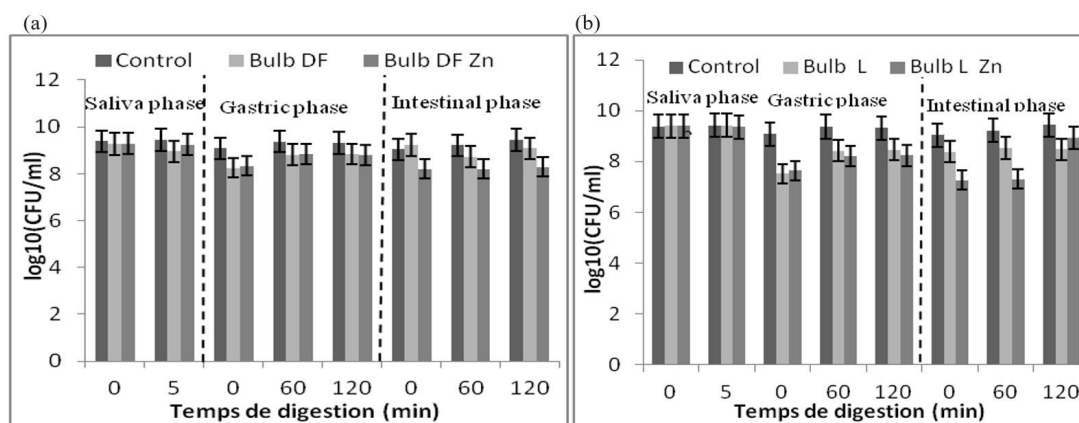 (a)
Control Bulb DF Bulb DF Zn
12
10
8
6
4
2
0
log10(CFU/ml)
Saliva phase Gastric phase Intestinal phase
0 5 0 60 120 0 60 120
Temps de digestion (min)
(b)
Control Bulb L Bulb L Zn
12
10
8
6
4
2
0
log10(CFU/ml)
Saliva phase Gastric phase Intestinal phase
0 5 0 60 120 0 60 120
Temps de digestion (min)